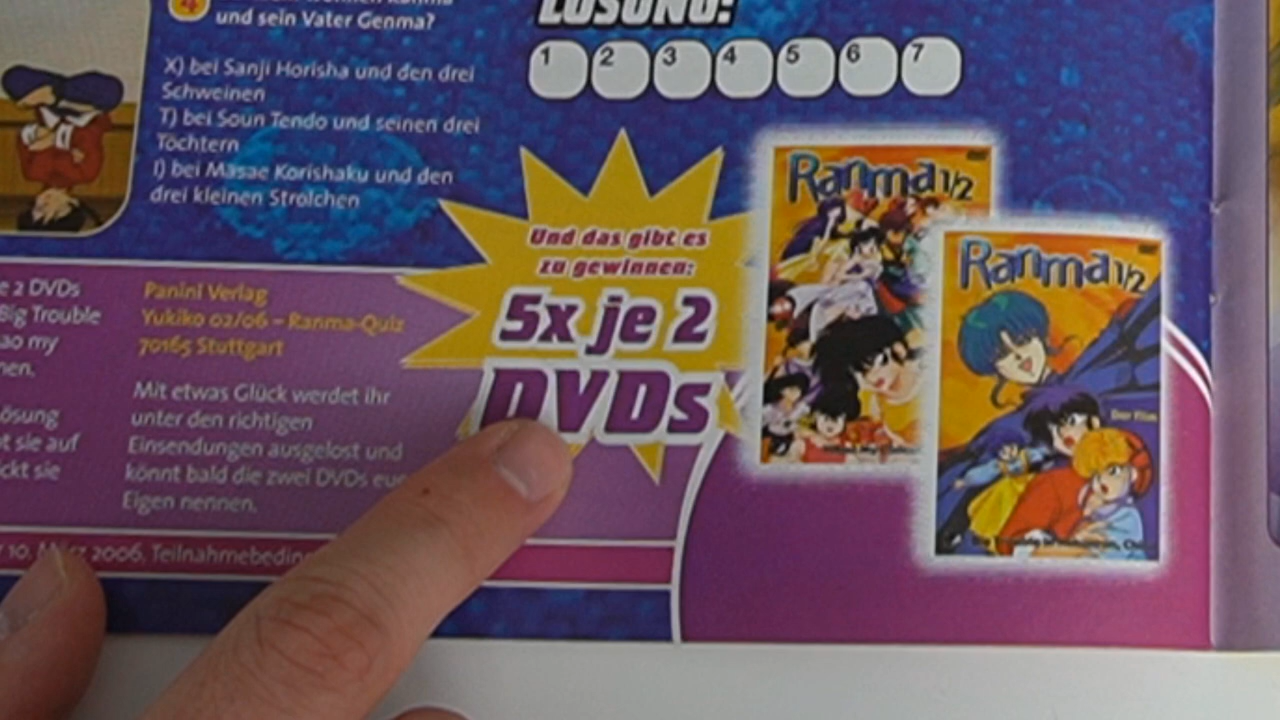 4
und sein Vater Genma?
X) bei Sanji Horisha und den drei
Schweinen
T) bei Soun Tendo und seinen drei
Töchtern
I) bei Masae Korishaku und den
drei kleinen Strolchen
LÖSUNG:
1 2 3 4 5 6 7
Und das gibt es
zu gewinnen:
5x je 2
DVDs
Ranma 1/2
Ranma 1/2
Der Film
2 DVDs
Big Trouble
my
Panini Verlag
Yukiko 02/06 – Ranma-Quiz
70165 Stuttgart
Mit etwas Glück werdet ihr
unter den richtigen
Einsendungen ausgelost und
könnt bald die zwei DVDs
Eigen nennen.
sie auf
sie
10. März 2006, Teilnahmebedin